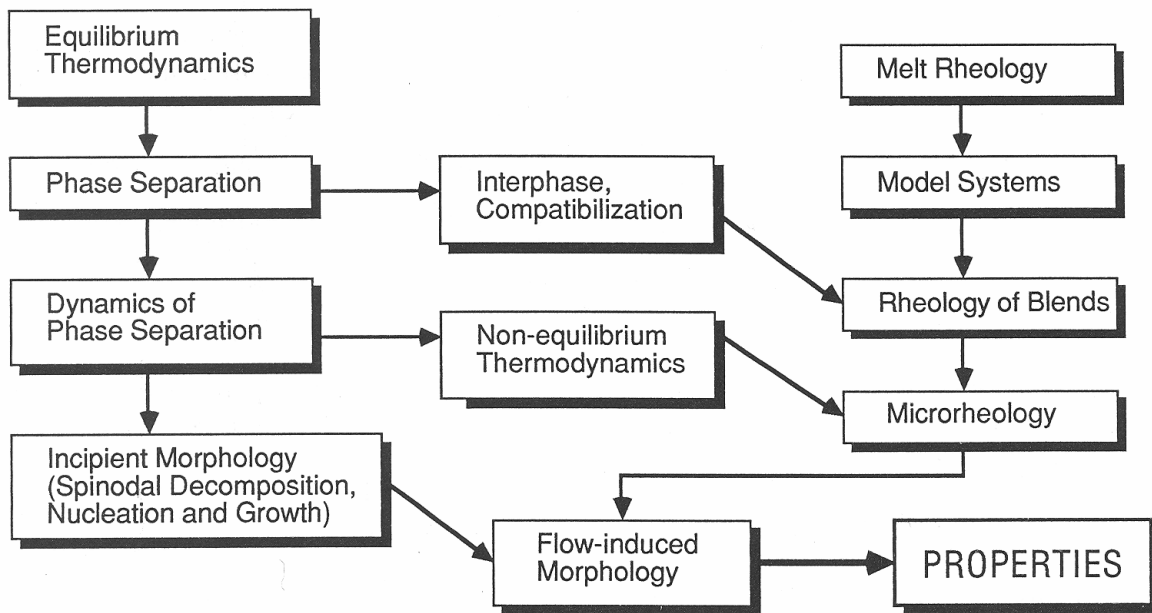 Equilibrium
Thermodynamics
Melt Rheology
Phase Separation
Interphase,
Compatibilization
Model Systems
Dynamics of
Phase Separation
Non-equilibrium
Thermodynamics
Rheology of Blends
Microrheology
Incipient Morphology
(Spinodal Decomposition,
Nucleation and Growth)
Flow-induced
Morphology
PROPERTIES